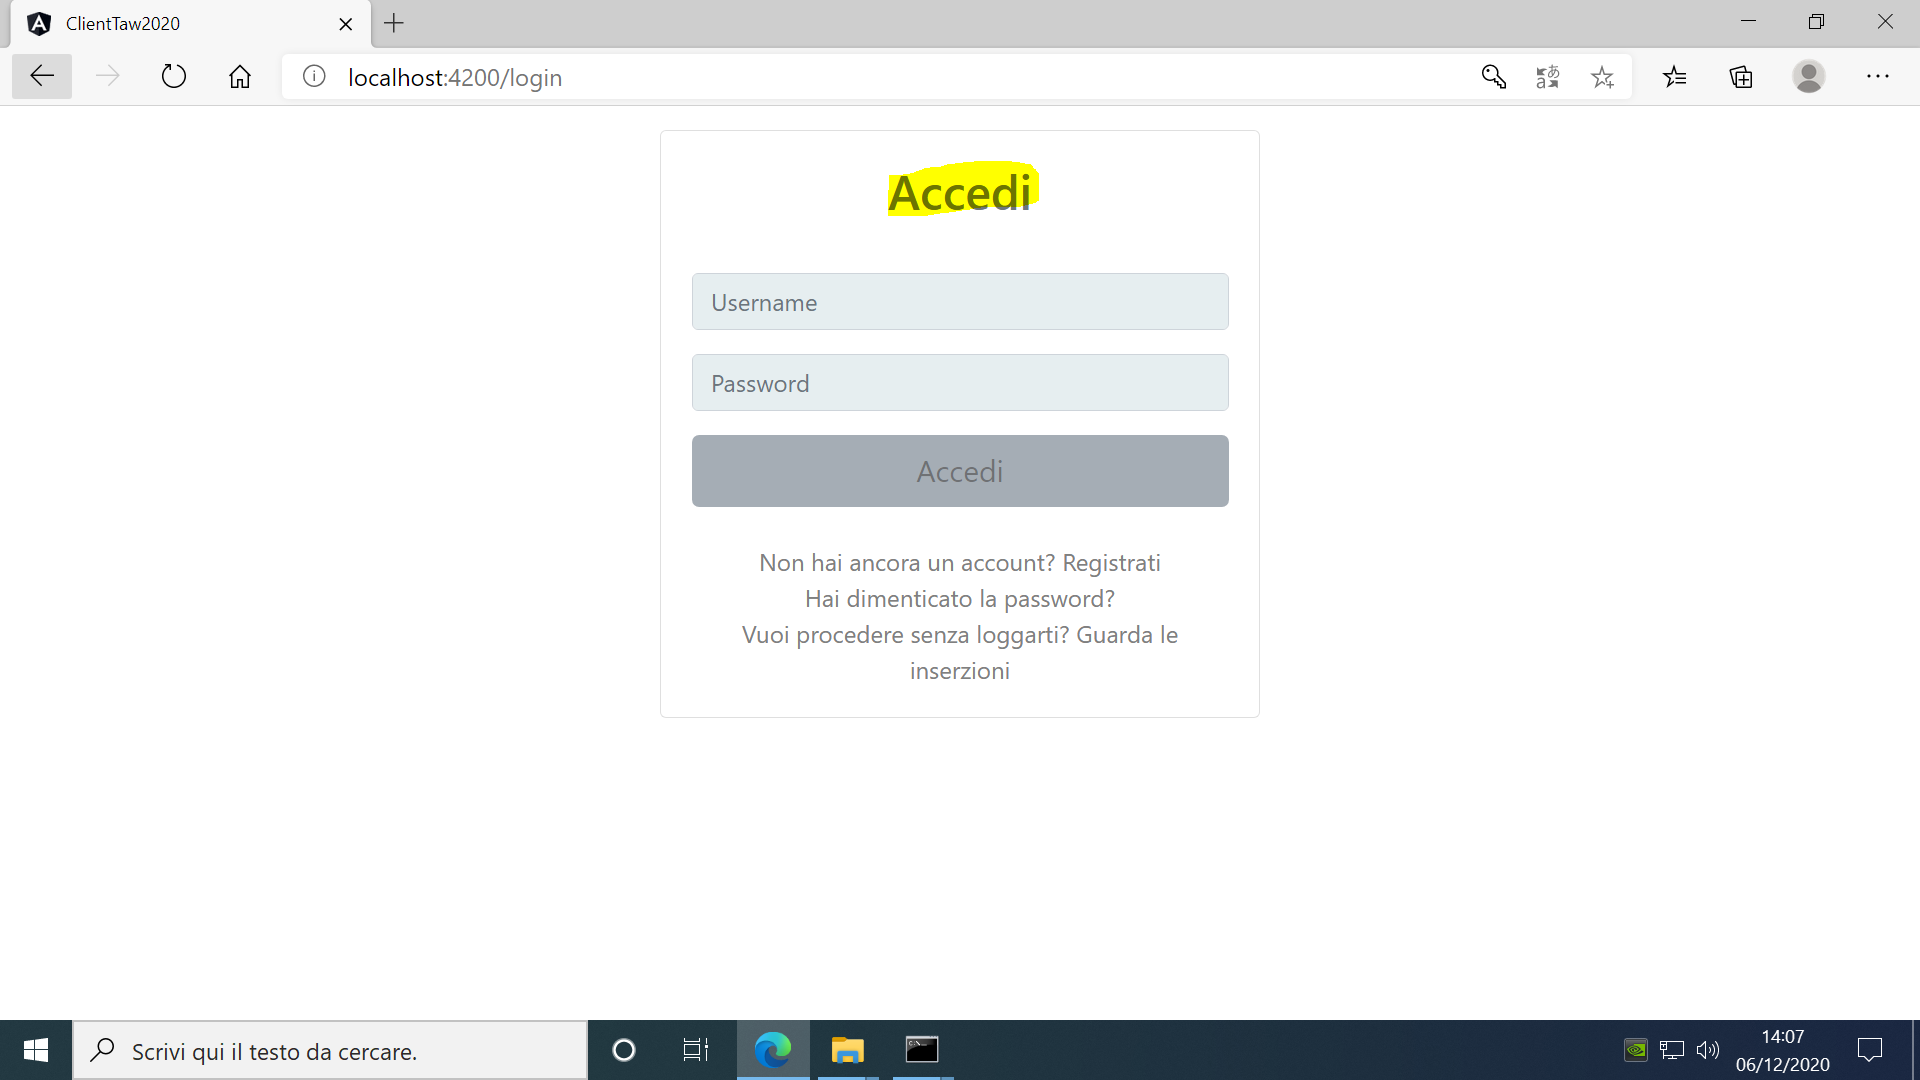 ClientTaw2020
localhost:4200/login
Accedi
Username
Password
Accedi
Non hai ancora un account? Registrati
Hai dimenticato la password?
Vuoi procedere senza loggarti? Guarda le
inserzioni
Scrivi qui il testo da cercare.
14:07
06/12/2020